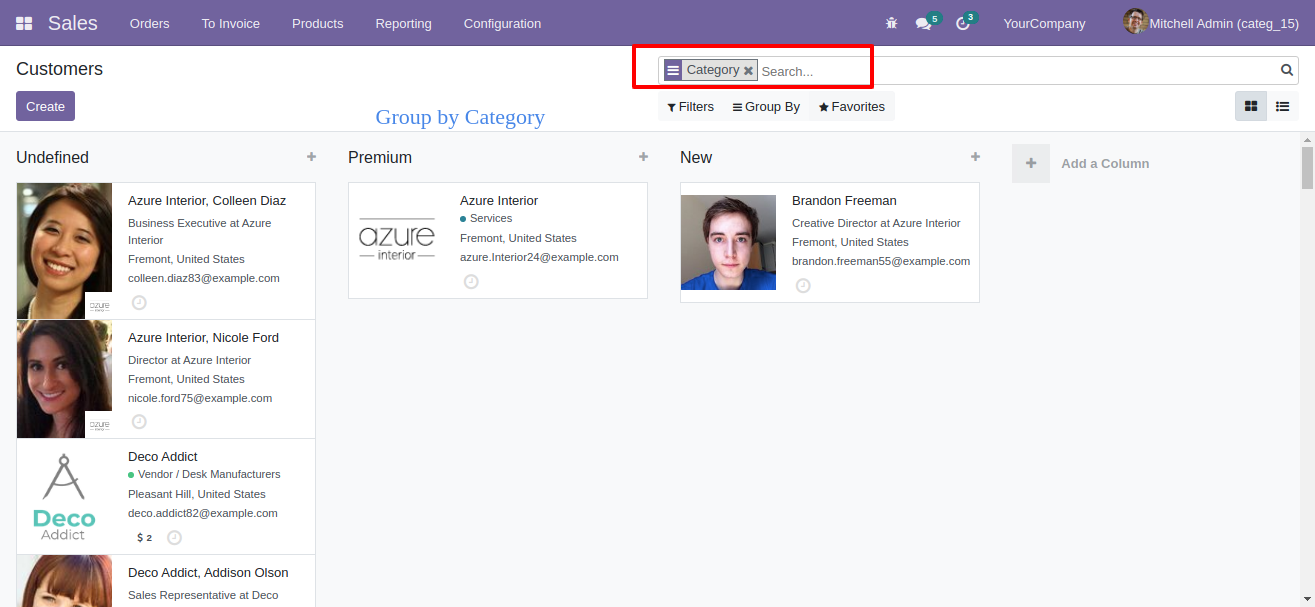 Sales
Orders
To Invoice
Products
Reporting
Configuration
5
3
YourCompany
Mitchell Admin (categ_15)
Customers
Category
Search...
Create
Group by Category
Filters
Group By
Favorites
Undefined
Azure Interior, Colleen Diaz
Business Executive at Azure
Interior
Fremont, United States
colleen.diaz83@example.com
azure
Azure Interior, Nicole Ford
Director at Azure Interior
Fremont, United States
nicole.ford75@example.com
azure
Deco
Addict
Deco Addict
Vendor / Desk Manufacturers
Pleasant Hill, United States
deco.addict82@example.com
$ 2
Deco Addict, Addison Olson
Sales Representative at Deco
Premium
azure
interior
Azure Interior
Services
Fremont, United States
azure.Interior24@example.com
New
Brandon Freeman
Creative Director at Azure Interior
Fremont, United States
brandon.freeman55@example.com
Add a Column